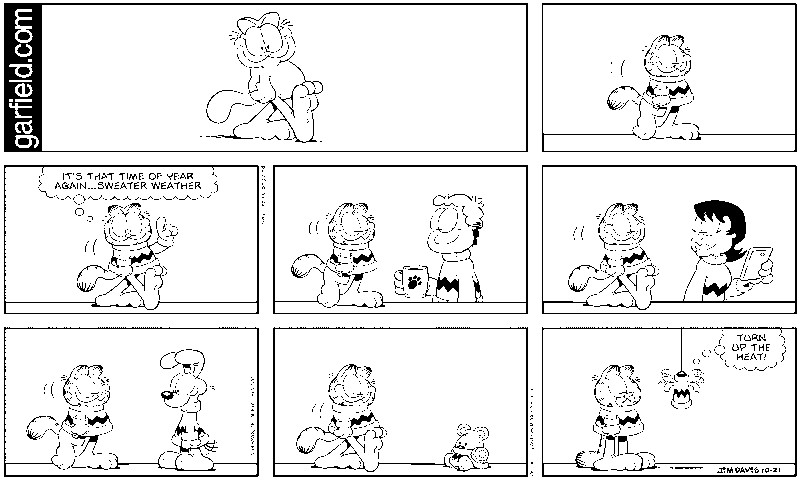 garfield.com
IT'S THAT TIME OF YEAR
AGAIN...SWEATER WEATHER
TURN
UP THE
HEAT!
JIM DAVIS 10-21